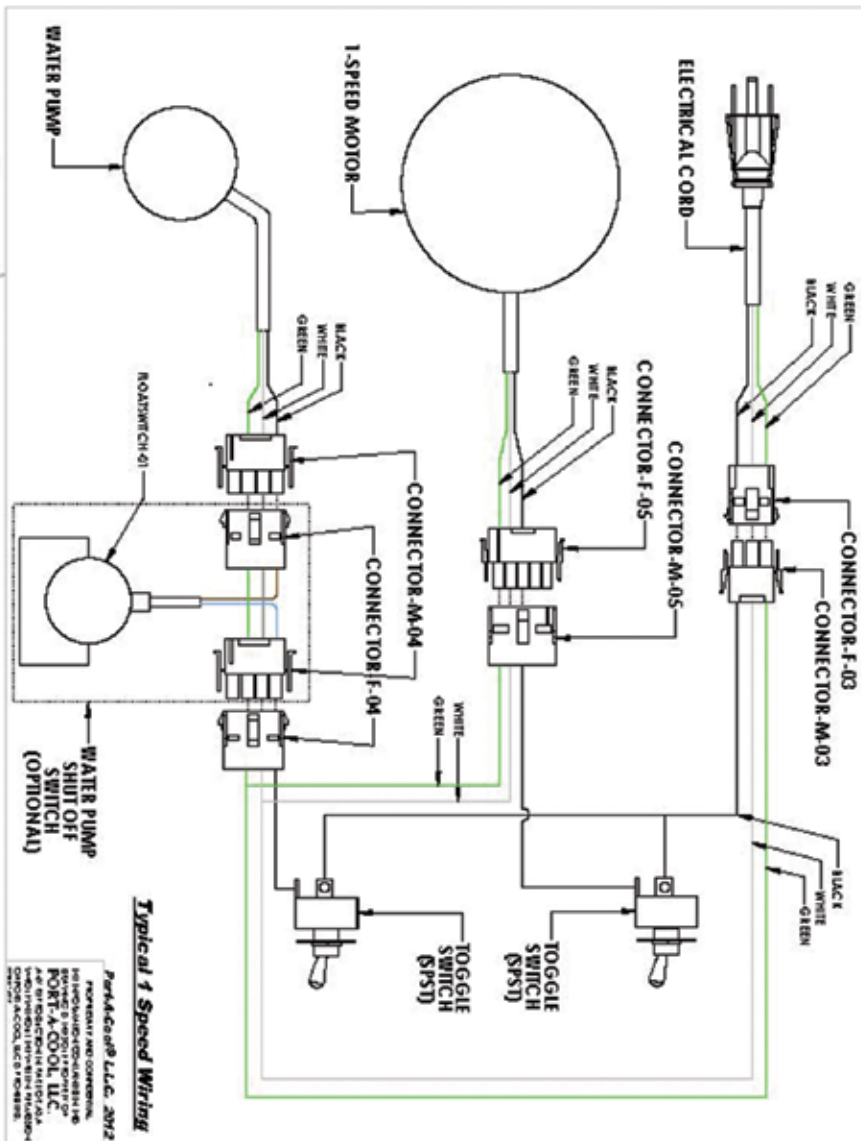 ELECTRICAL CORD
GREEN
WHITE
BLACK
CONNECTOR-F-03
CONNECTOR-M-03
BLACK
WHITE
GREEN
1-SPEED MOTOR
BLACK
WHITE
GREEN
CONNECTOR-F-05
CONNECTOR-M-05
TOGGLE
SWITCH
(SPST)
WATER PUMP
BLACK
WHITE
GREEN
CONNECTOR-M-04
CONNECTOR-F-04
WHITE
GREEN
TOGGLE
SWITCH
(SPST)
FLOATSWITCH-01
WATER PUMP
SHUT OFF
SWITCH
(OPTIONAL)
Typical 1 Speed Wiring
Port-A-Cool® L.L.C. 2012
PROPRIETARY AND CONFIDENTIAL
PORT-A-COOL, LLC.